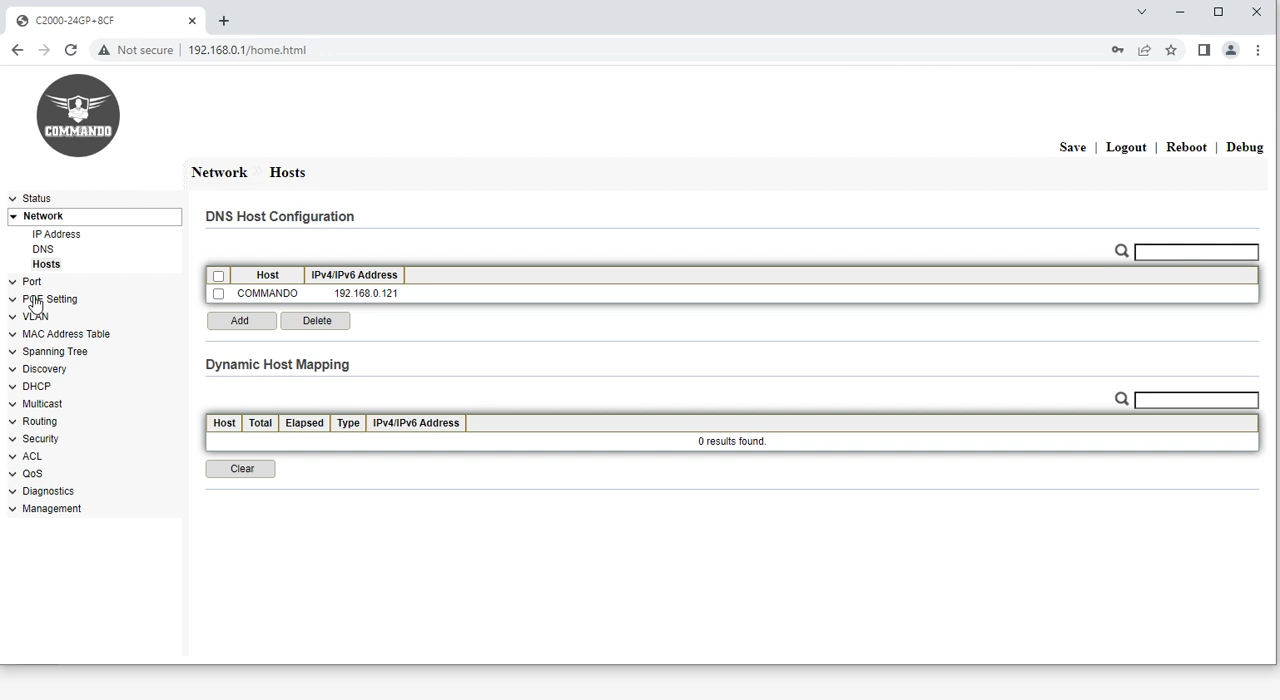 C2000-24GP+8CF
Not secure | 192.168.0.1/home.html
COMMANDO
Save | Logout | Reboot | Debug
Network » Hosts
Status
Network
IP Address
DNS
Hosts
Port
POE Setting
VLAN
MAC Address Table
Spanning Tree
Discovery
DHCP
Multicast
Routing
Security
ACL
QoS
Diagnostics
Management
DNS Host Configuration
Host IPv4/IPv6 Address
COMMANDO 192.168.0.121
Add Delete
Dynamic Host Mapping
Host Total Elapsed Type IPv4/IPv6 Address
0 results found.
Clear